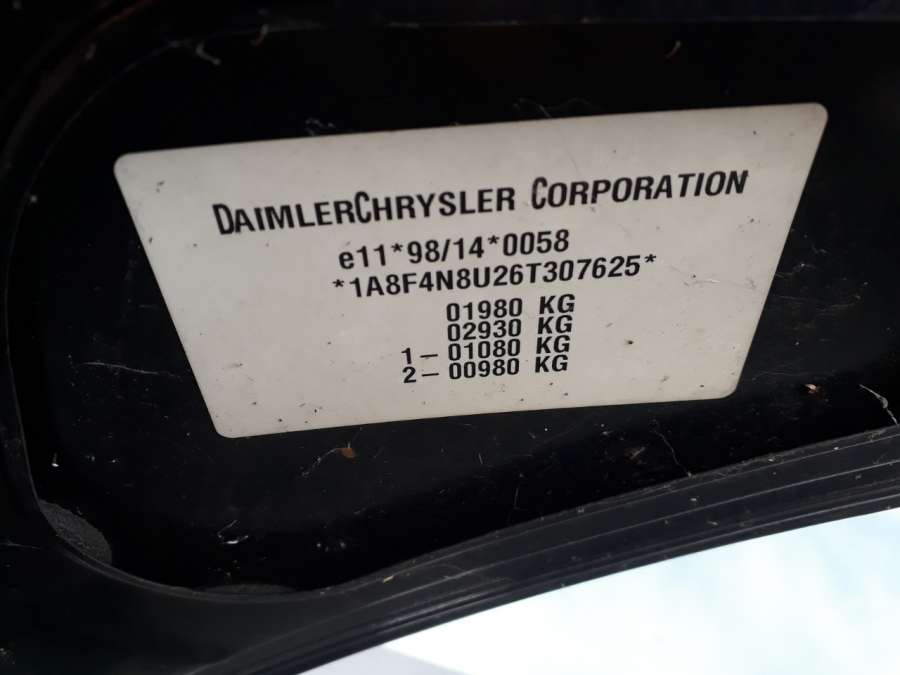 DAIMLERCHRYSLER CORPORATION
e11*98/14*0058
*1A8F4N8U26T307625*
01980 KG
02930 KG
1-01080 KG
2-00980 KG